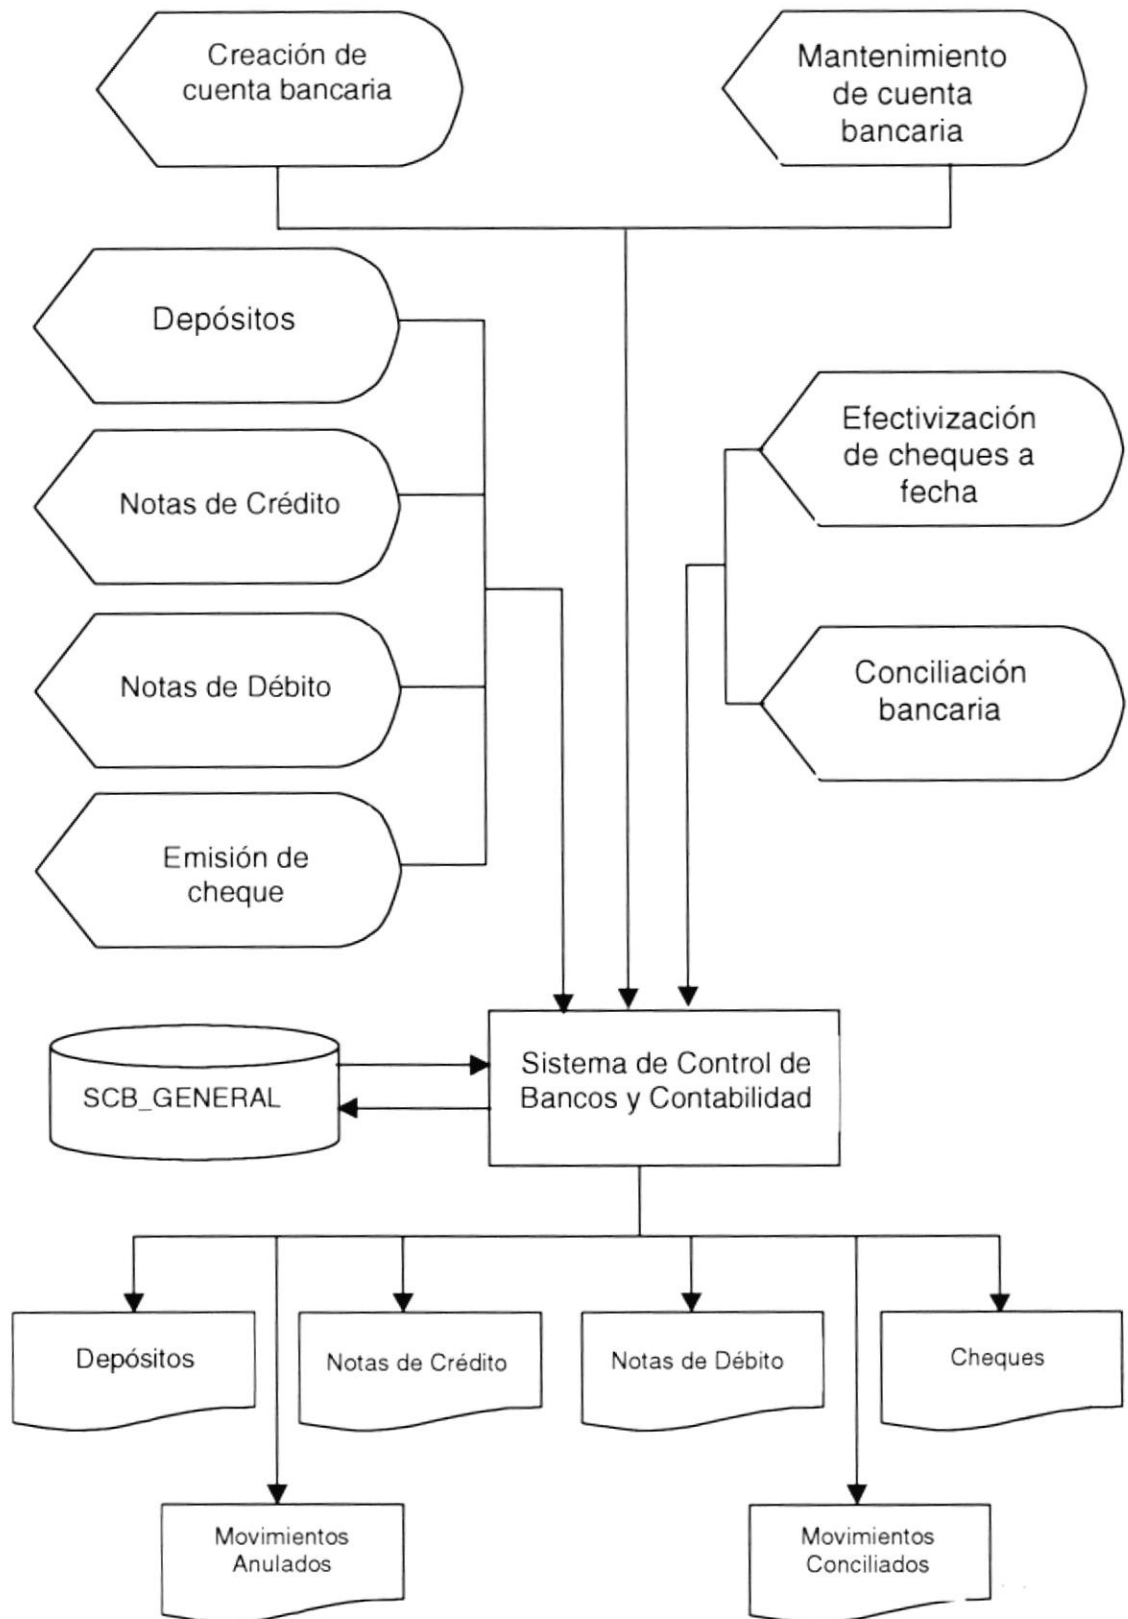 Creación de
cuenta bancaria
Mantenimiento
de cuenta
bancaria
Depósitos
Notas de Crédito
Notas de Débito
Emisión de
cheque
Efectivización
de cheques a
fecha
Conciliación
bancaria
SCB_GENERAL
Sistema de Control de
Bancos y Contabilidad
Depósitos
Notas de Crédito
Notas de Débito
Cheques
Movimientos
Anulados
Movimientos
Conciliados